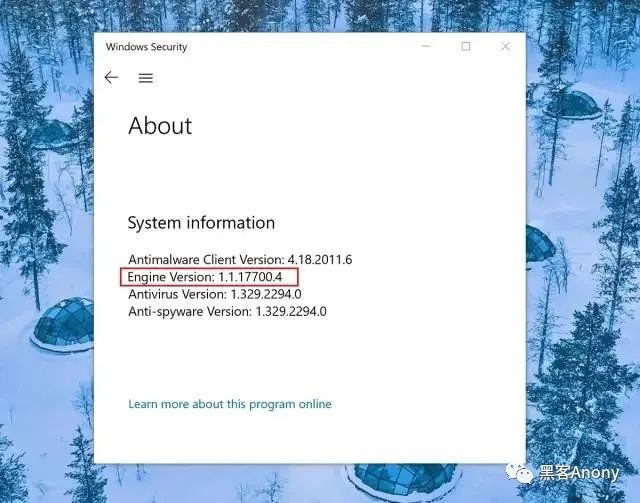 Windows Security
About
System information
Antimalware Client Version: 4.18.2011.6
Engine Version: 1.1.17700.4
Antivirus Version: 1.329.2294.0
Anti-spyware Version: 1.329.2294.0
Learn more about this program online
黑客Anony